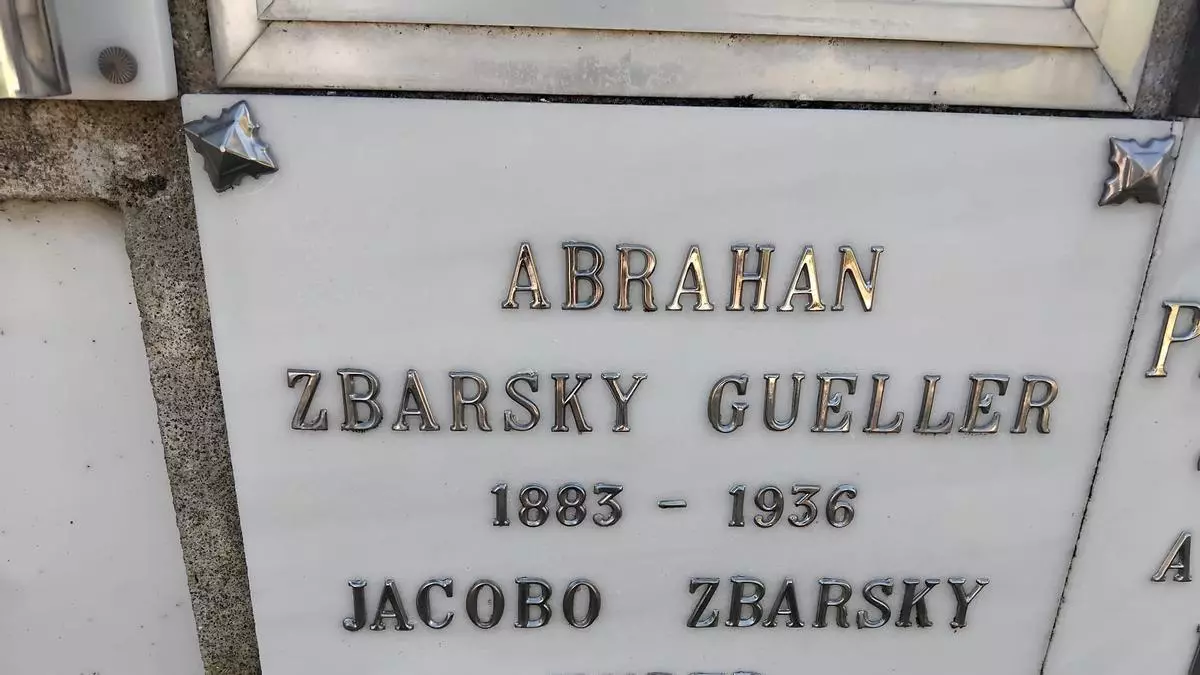 ABRAHAN
ZBARSKY GUELLER
1883 - 1936
JACOBO ZBARSKY